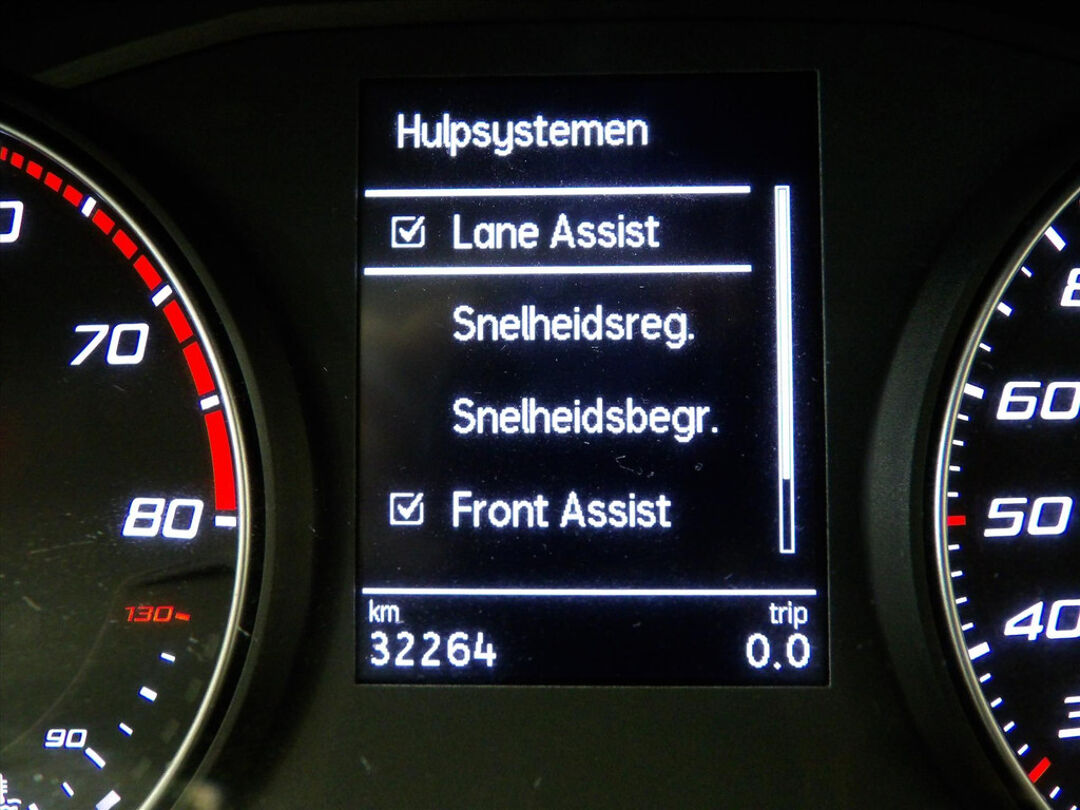 Hulpsystemen
Lane Assist
Snelheidsreg.
Snelheidsbegr.
Front Assist
km
trip
32264
0.0
70
80
130
90
60
50
40